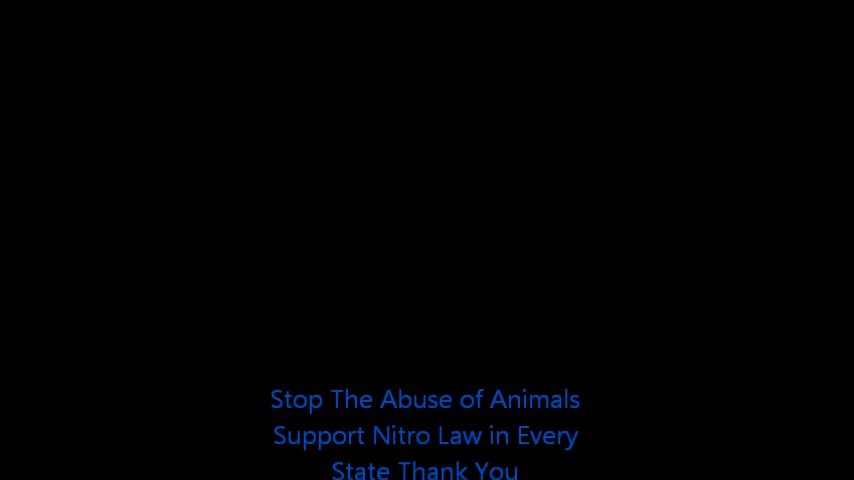 Stop The Abuse of Animals
Support Nitro Law in Every
State Thank You